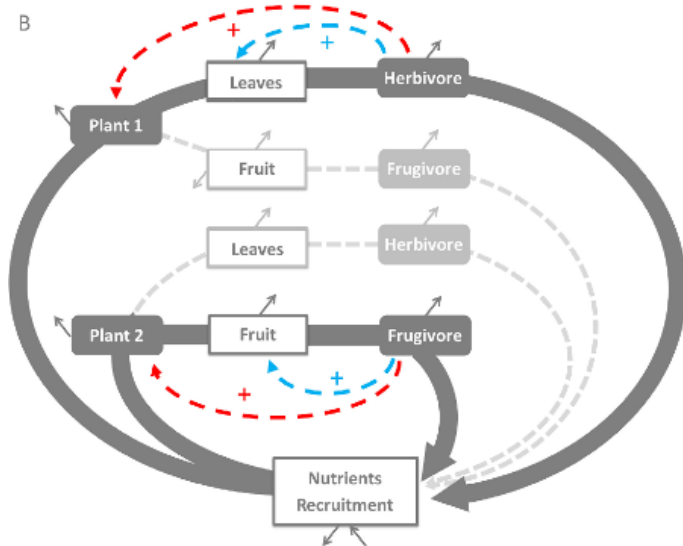 B
+
+
Leaves
Herbivore
Plant 1
Fruit
Frugivore
Leaves
Herbivore
Plant 2
Fruit
Frugivore
+
+
Nutrients
Recruitment